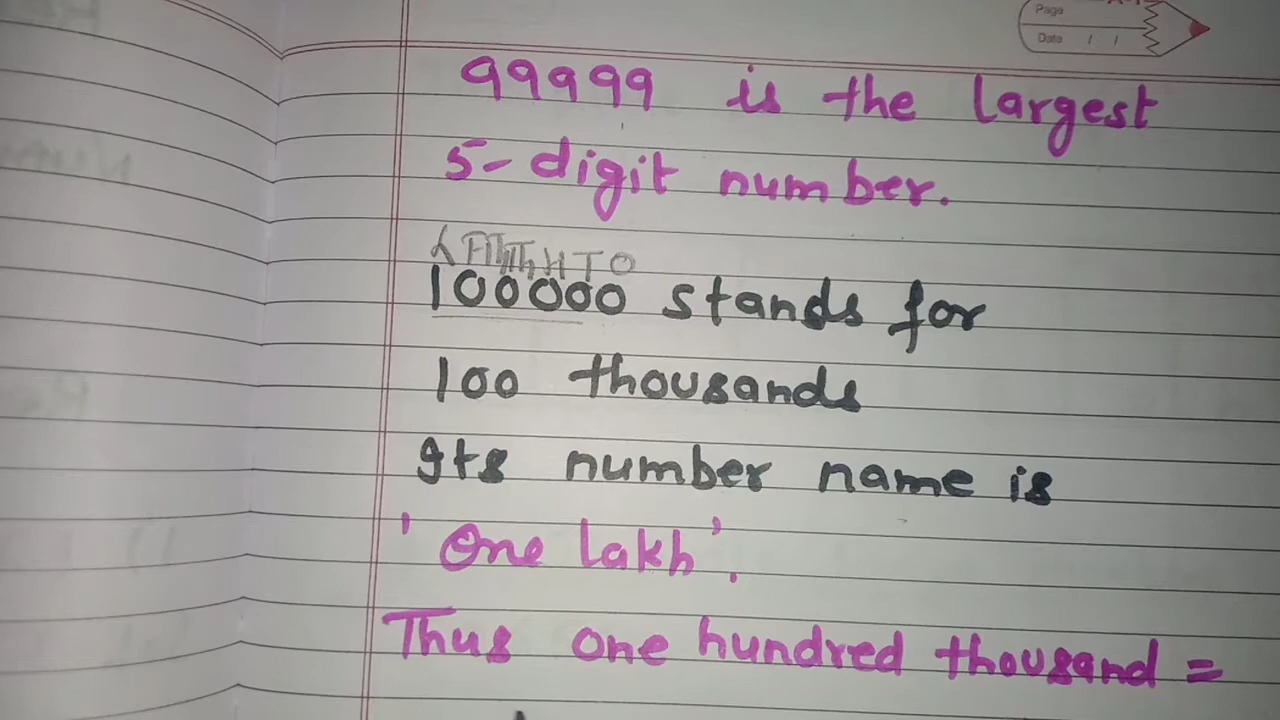 Page
Date / /
99999 is the largest
5-digit number.
L TTh Th H T O
100000 stands for
100 thousands
Its number name is
'One lakh'.
Thus one hundred thousand =